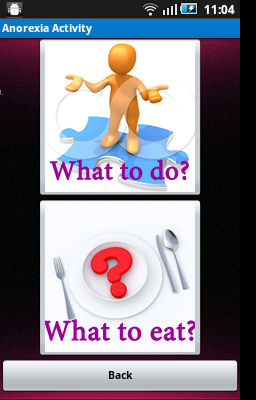 11:04
Anorexia Activity
What to do?
?
What to eat?
Back